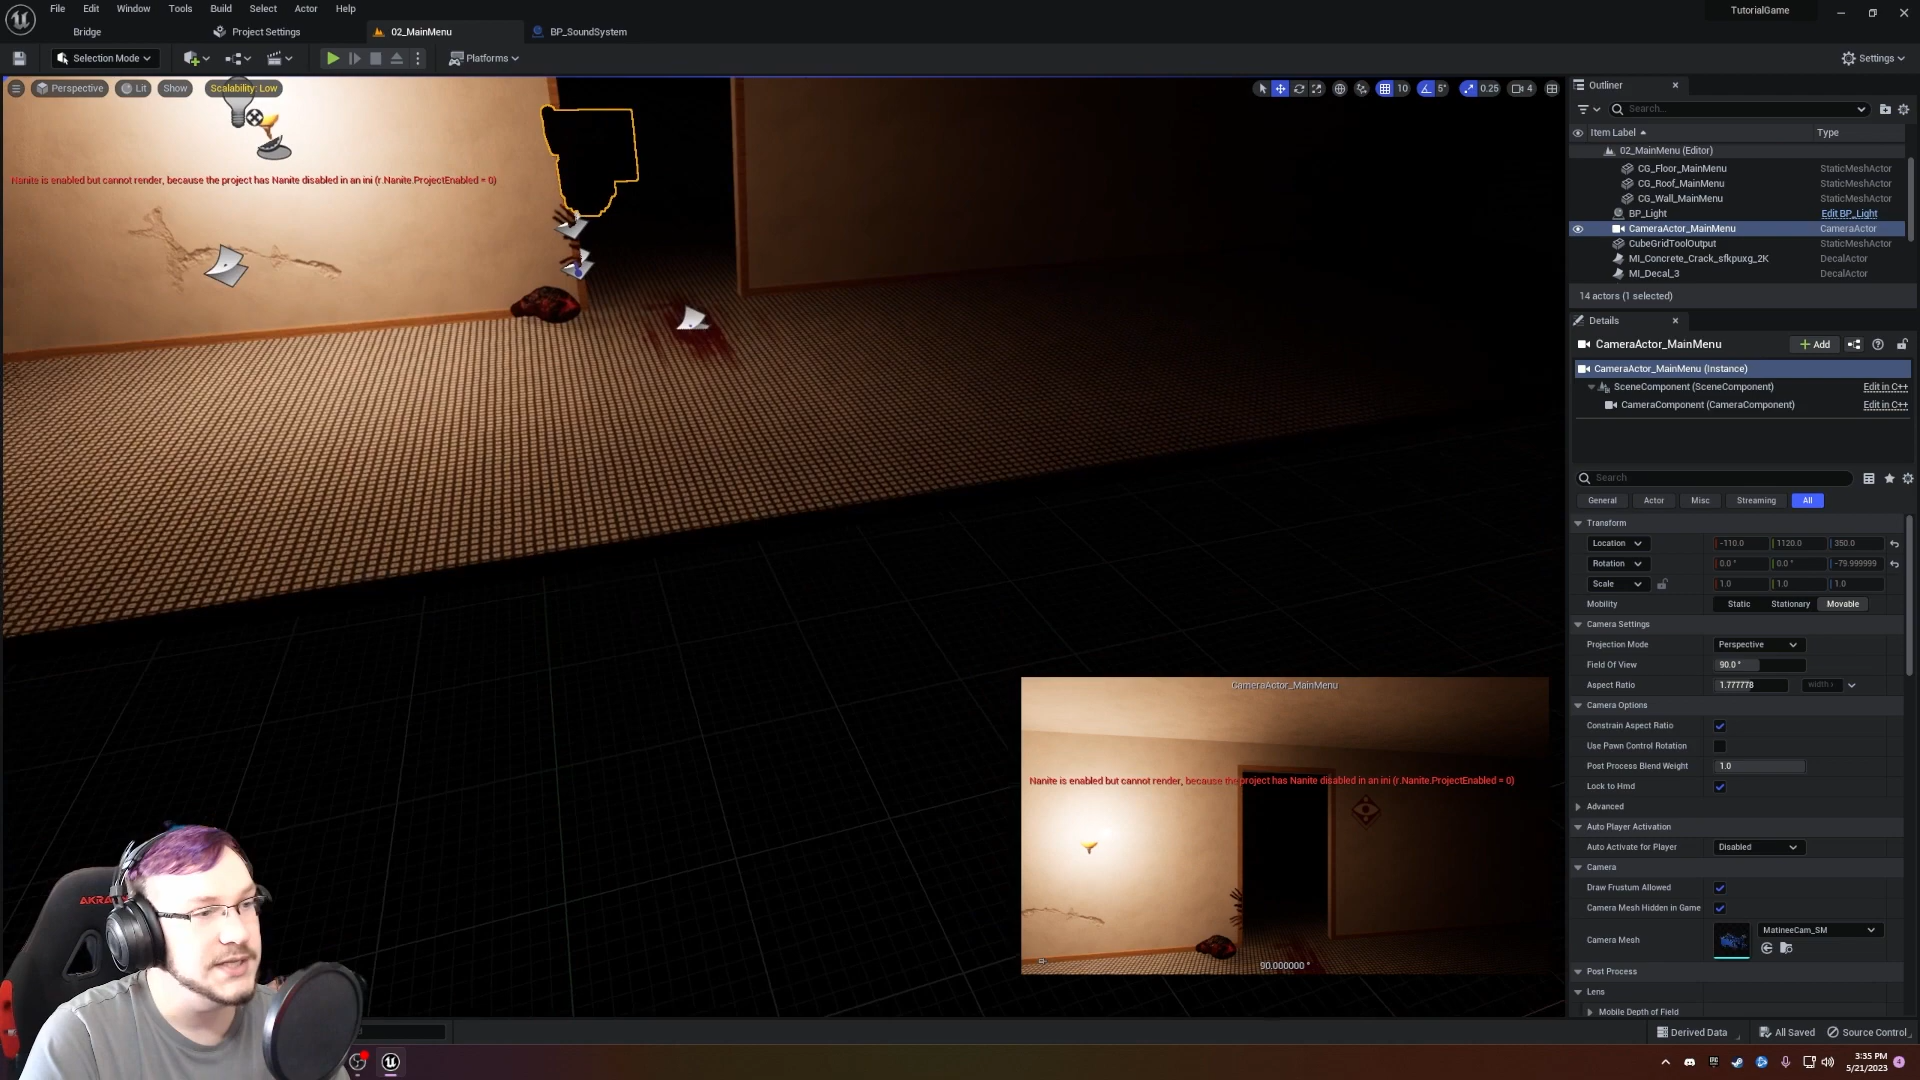 File Edit Window Tools Build Select Actor Help
TutorialGame
Bridge
Project Settings
02_MainMenu
BP_SoundSystem
Selection Mode
Platforms
Settings
Perspective
Lit
Show
Scalability: Low
10
5°
0.25
4
Nanite is enabled but cannot render, because the project has Nanite disabled in an ini (r.Nanite.ProjectEnabled = 0)
Outliner
Search...
Item Label
Type
02_MainMenu (Editor)
CG_Floor_MainMenu StaticMeshActor
CG_Roof_MainMenu StaticMeshActor
CG_Wall_MainMenu StaticMeshActor
BP_Light Edit BP_Light
CameraActor_MainMenu CameraActor
CubeGridToolOutput StaticMeshActor
MI_Concrete_Crack_sfkpuxg_2K DecalActor
MI_Decal_3 DecalActor
14 actors (1 selected)
Details
CameraActor_MainMenu
Add
CameraActor_MainMenu (Instance)
SceneComponent (SceneComponent) Edit in C++
CameraComponent (CameraComponent) Edit in C++
Search
General Actor Misc Streaming All
Transform
Location -110.0 1120.0 350.0
Rotation 0.0 ° 0.0 ° -79.999999
Scale 1.0 1.0 1.0
Mobility Static Stationary Movable
Camera Settings
Projection Mode Perspective
Field Of View 90.0 °
Aspect Ratio 1.777778 width
Camera Options
Constrain Aspect Ratio
Use Pawn Control Rotation
Post Process Blend Weight 1.0
Lock to Hmd
Advanced
Auto Player Activation
Auto Activate for Player Disabled
Camera
Draw Frustum Allowed
Camera Mesh Hidden in Game
Camera Mesh MatineeCam_SM
Post Process
Lens
Mobile Depth of Field
CameraActor_MainMenu
Nanite is enabled but cannot render, because the project has Nanite disabled in an ini (r.Nanite.ProjectEnabled = 0)
90.000000 °
AKRA
Derived Data
All Saved
Source Control
3:35 PM
5/21/2023
4